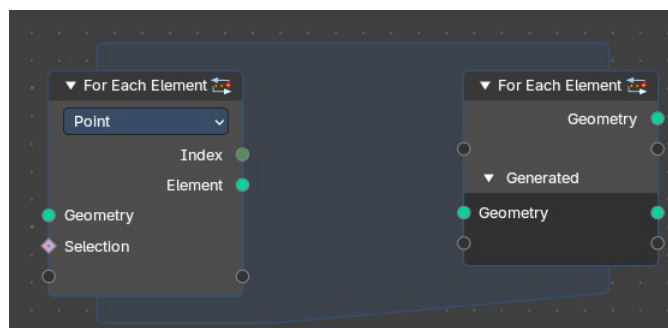 For Each Element
Point
Index
Element
Geometry
Selection
For Each Element
Geometry
Generated
Geometry